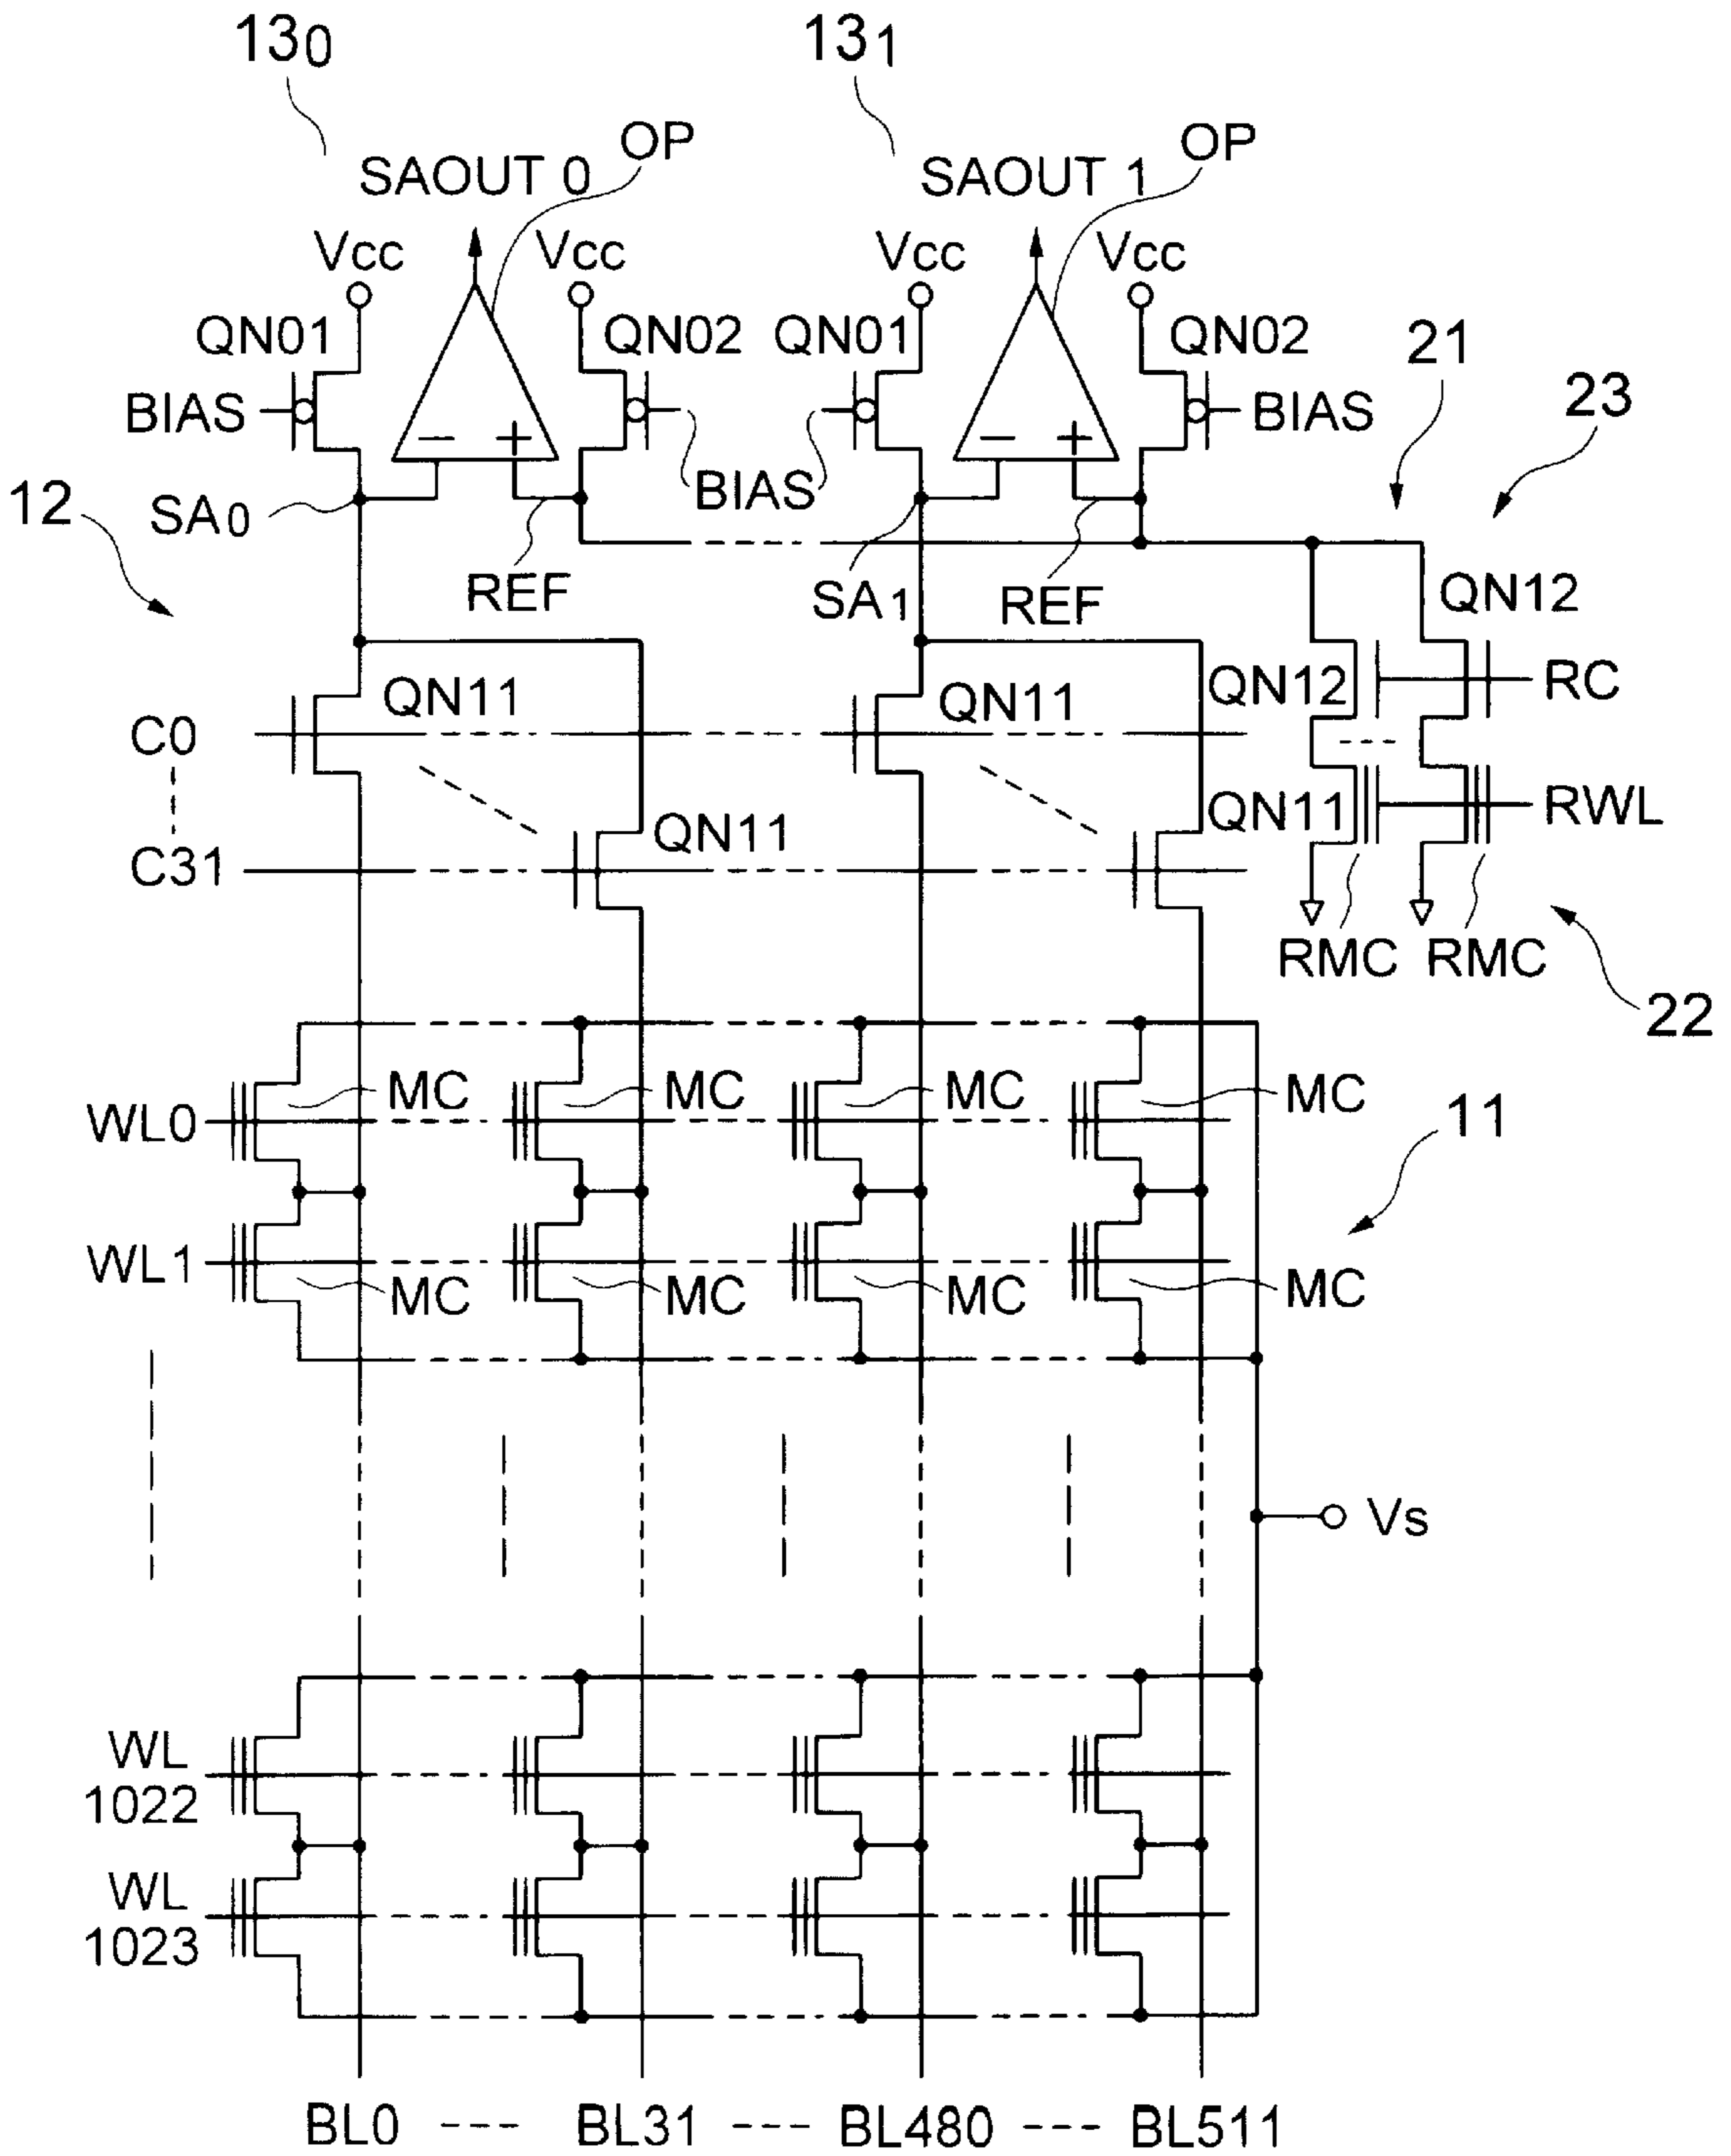 13₀ 13₁
OP OP
SAOUT 0 SAOUT 1
Vcc Vcc Vcc Vcc
QN01 QN02 QN01 QN02 21
23
BIAS − + − + BIAS
BIAS
12 SA₀
REF SA₁ REF QN12
QN11 QN11 QN12 RC
C0
QN11 QN11 RWL
C31
RMC RMC
22
WL0 MC MC MC MC
11
WL1 MC MC MC MC
Vs
WL
1022
WL
1023
BL0 BL31 BL480 BL511